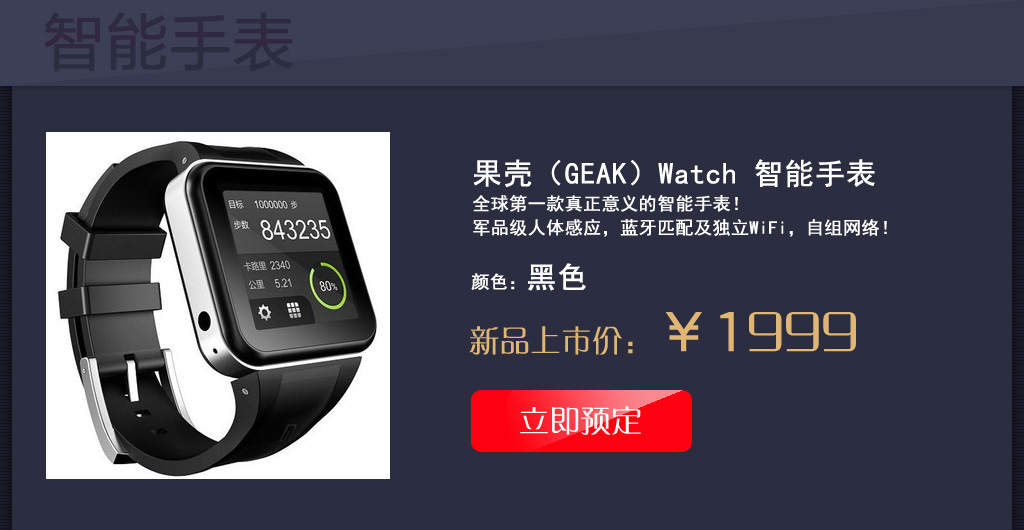 智能手表
果壳（GEAK）Watch 智能手表
全球第一款真正意义的智能手表！
军品级人体感应，蓝牙匹配及独立WiFi，自组网络！
颜色：黑色
新品上市价：￥1999
立即预定
目标 1000000 步
步数 843235
卡路里 2340
公里 5.21
80%